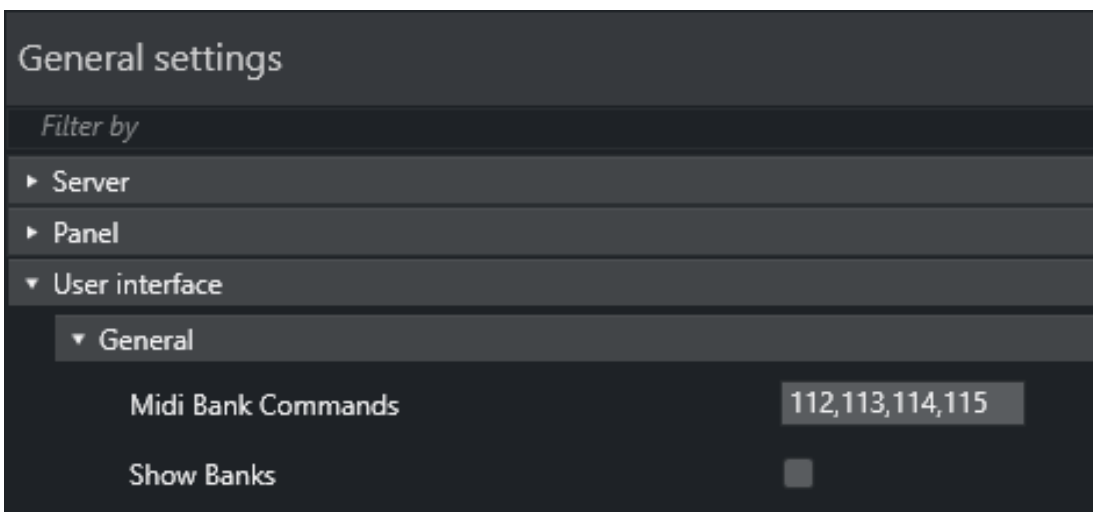 General settings
Filter by
Server
Panel
User interface
General
Midi Bank Commands 112,113,114,115
Show Banks